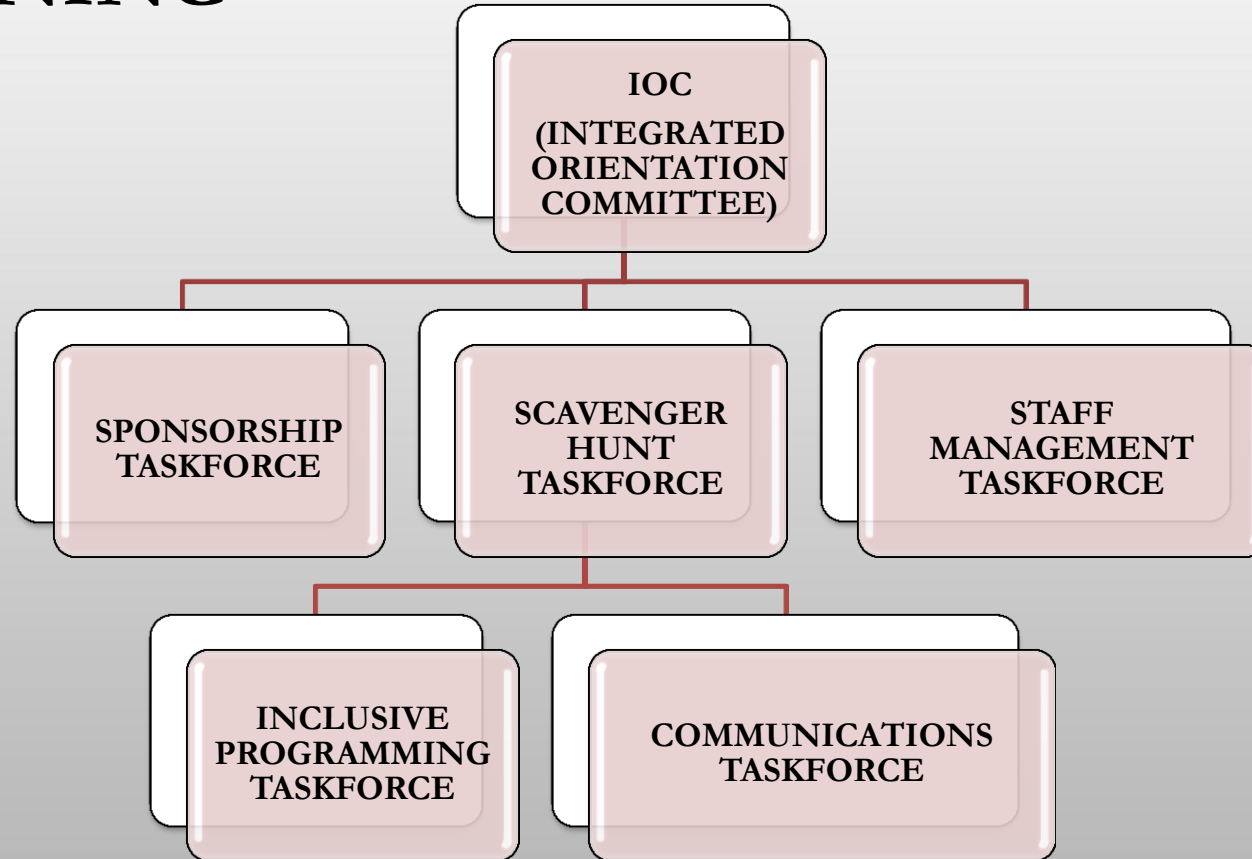 IOC
(INTEGRATED
ORIENTATION
COMMITTEE)
SPONSORSHIP
TASKFORCE
SCAVENGER
HUNT
TASKFORCE
STAFF
MANAGEMENT
TASKFORCE
INCLUSIVE
PROGRAMMING
TASKFORCE
COMMUNICATIONS
TASKFORCE